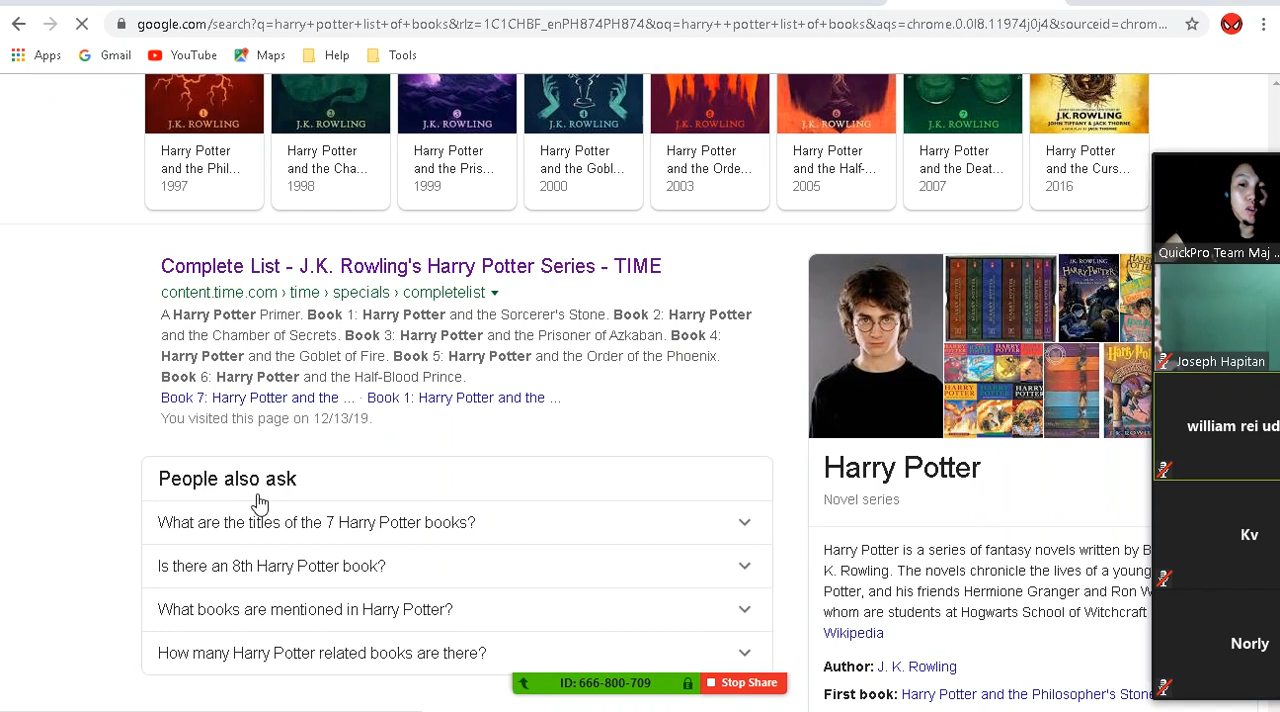 google.com/search?q=harry+potter+list+of+books&rlz=1C1CHBF_enPH874PH874&oq=harry++potter+list+of+books&aqs=chrome.0.0l8.11974j0j4&sourceid=chrom...
Apps Gmail YouTube Maps Help Tools
1 2 3 4 6 7
J.K. ROWLING J.K. ROWLING J.K. ROWLING J.K. ROWLING J.K. ROWLING J.K. ROWLING J.K. ROWLING J.K. ROWLING
JOHN TIFFANY & JACK THORNE
Harry Potter Harry Potter Harry Potter Harry Potter Harry Potter Harry Potter Harry Potter Harry Potter
and the Phil... and the Cha... and the Pris... and the Gobl... and the Orde... and the Half-... and the Deat... and the Curs...
1997 1998 1999 2000 2003 2005 2007 2016
Complete List - J.K. Rowling's Harry Potter Series - TIME
content.time.com › time › specials › completelist
A Harry Potter Primer. Book 1: Harry Potter and the Sorcerer's Stone. Book 2: Harry Potter
and the Chamber of Secrets. Book 3: Harry Potter and the Prisoner of Azkaban. Book 4:
Harry Potter and the Goblet of Fire. Book 5: Harry Potter and the Order of the Phoenix.
Book 6: Harry Potter and the Half-Blood Prince.
Book 7: Harry Potter and the ... · Book 1: Harry Potter and the ...
You visited this page on 12/13/19.
People also ask
What are the titles of the 7 Harry Potter books?
Is there an 8th Harry Potter book?
What books are mentioned in Harry Potter?
How many Harry Potter related books are there?
ID: 666-800-709 Stop Share
Harry Potter
Novel series
Harry Potter is a series of fantasy novels written by B
K. Rowling. The novels chronicle the lives of a young
Potter, and his friends Hermione Granger and Ron W
whom are students at Hogwarts School of Witchcraft
Wikipedia
Author: J. K. Rowling
First book: Harry Potter and the Philosopher's Stone
QuickPro Team Maj ...
Joseph Hapitan
william rei ud
Kv
Norly